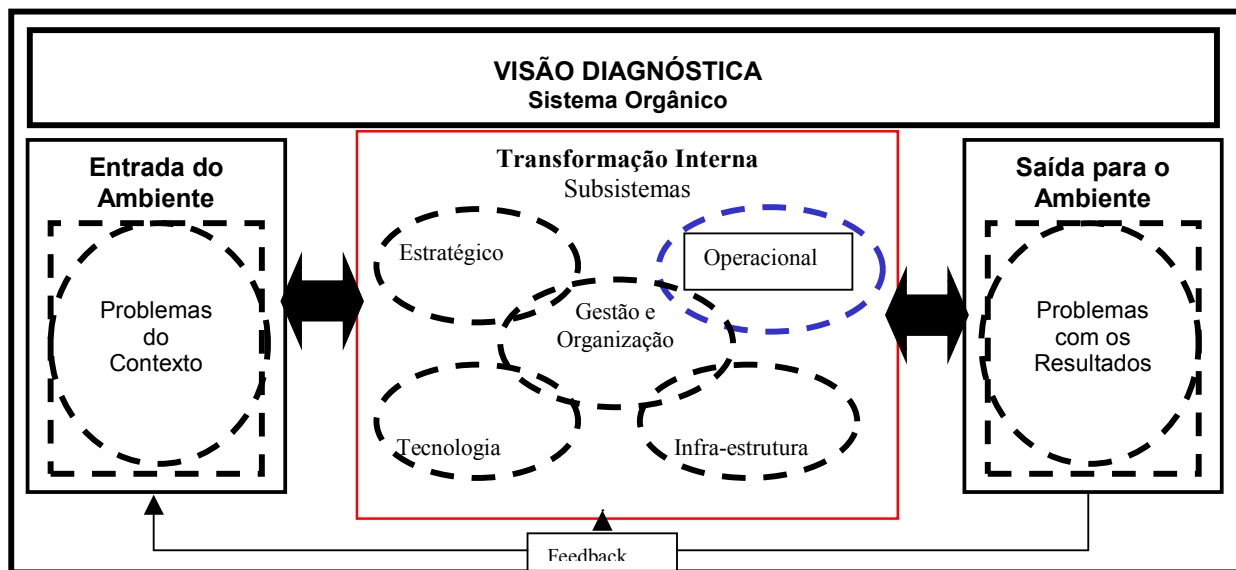 VISÃO DIAGNÓSTICA
Sistema Orgânico
Entrada do
Ambiente
Problemas
do
Contexto
Transformação Interna
Subsistemas
Estratégico
Operacional
Gestão e
Organização
Tecnologia
Infra-estrutura
Saída para o
Ambiente
Problemas
com os
Resultados
Feedback